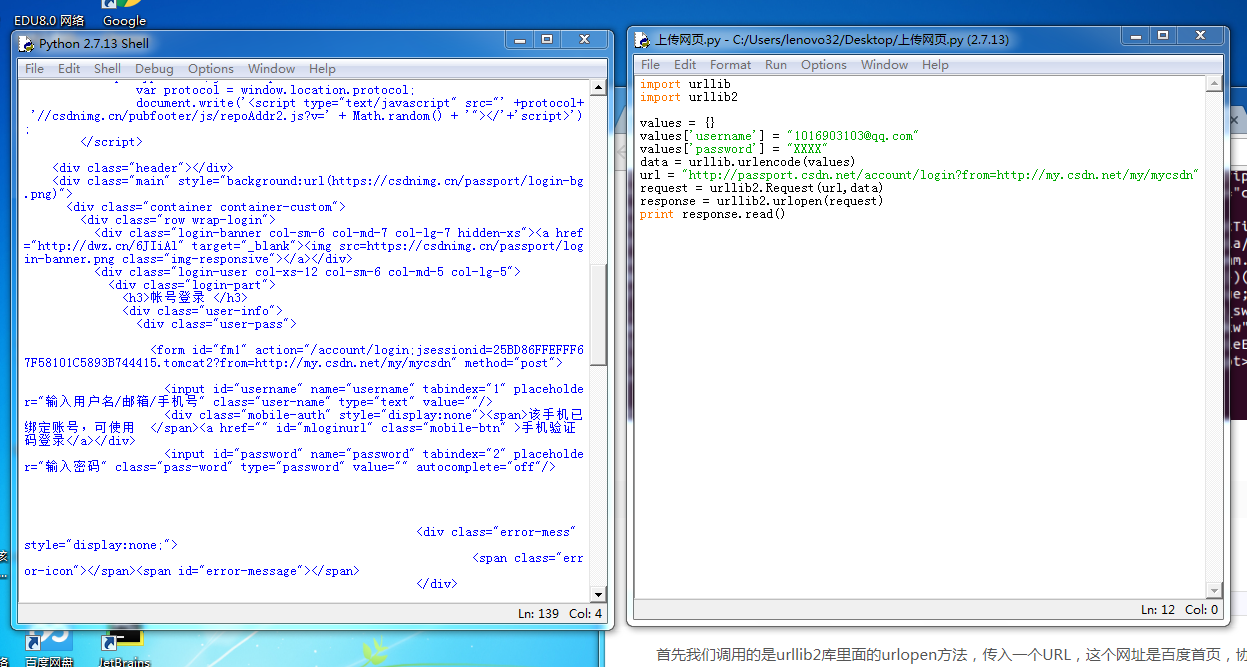 EDU8.0 网络
Google
Python 2.7.13 Shell
File Edit Shell Debug Options Window Help
var protocol = window.location.protocol;
document.write('<script type="text/javascript" src="' +protocol+
'//csdnimg.cn/pubfooter/js/repoAddr2.js?v=' + Math.random() + '"></'+'script>')
;
</script>
<div class="header"></div>
<div class="main" style="background:url(https://csdnimg.cn/passport/login-bg
.png)">
<div class="container container-custom">
<div class="row wrap-login">
<div class="login-banner col-sm-6 col-md-7 col-lg-7 hidden-xs"><a href
="http://dwz.cn/6JIiAl" target="_blank"><img src=https://csdnimg.cn/passport/log
in-banner.png class="img-responsive"></a></div>
<div class="login-user col-xs-12 col-sm-6 col-md-5 col-lg-5">
<div class="login-part">
<h3>帐号登录 </h3>
<div class="user-info">
<div class="user-pass">
<form id="fm1" action="/account/login;jsessionid=25BD86FFEFFF6
7F58101C5893B744415.tomcat2?from=http://my.csdn.net/my/mycsdn" method="post">
<input id="username" name="username" tabindex="1" placeholde
r="输入用户名/邮箱/手机号" class="user-name" type="text" value=""/>
<div class="mobile-auth" style="display:none"><span>该手机已
绑定账号，可使用 </span><a href="" id="mloginurl" class="mobile-btn" >手机验证
码登录</a></div>
<input id="password" name="password" tabindex="2" placeholde
r="输入密码" class="pass-word" type="password" value="" autocomplete="off"/>
<div class="error-mess"
style="display:none;">
<span class="err
or-icon"></span><span id="error-message"></span>
</div>
Ln: 139 Col: 4
上传网页.py - C:/Users/lenovo32/Desktop/上传网页.py (2.7.13)
File Edit Format Run Options Window Help
import urllib
import urllib2
values = {}
values['username'] = "1016903103@qq.com"
values['password'] = "XXXX"
data = urllib.urlencode(values)
url = "http://passport.csdn.net/account/login?from=http://my.csdn.net/my/mycsdn"
request = urllib2.Request(url,data)
response = urllib2.urlopen(request)
print response.read()
Ln: 12 Col: 0
百度网盘
JetBrains
首先我们调用的是urllib2库里面的urlopen方法，传入一个URL，这个网址是百度首页，协